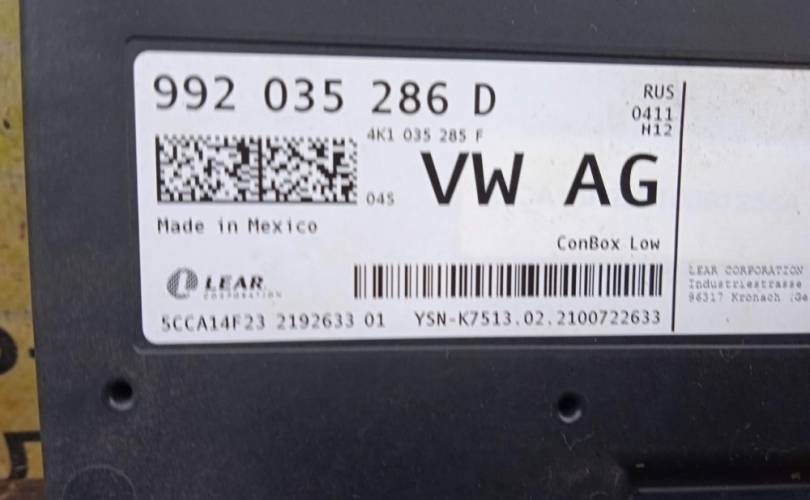 992 035 286 D
RUS
0411
H12
4K1 035 285 F
04S
VW AG
Made in Mexico
ConBox Low
LEAR
CORPORATION
5CCA14F23 2192633 01
YSN-K7513.02.2100722633
LEAR CORPORATION
Industriestrasse
96317 Kronach